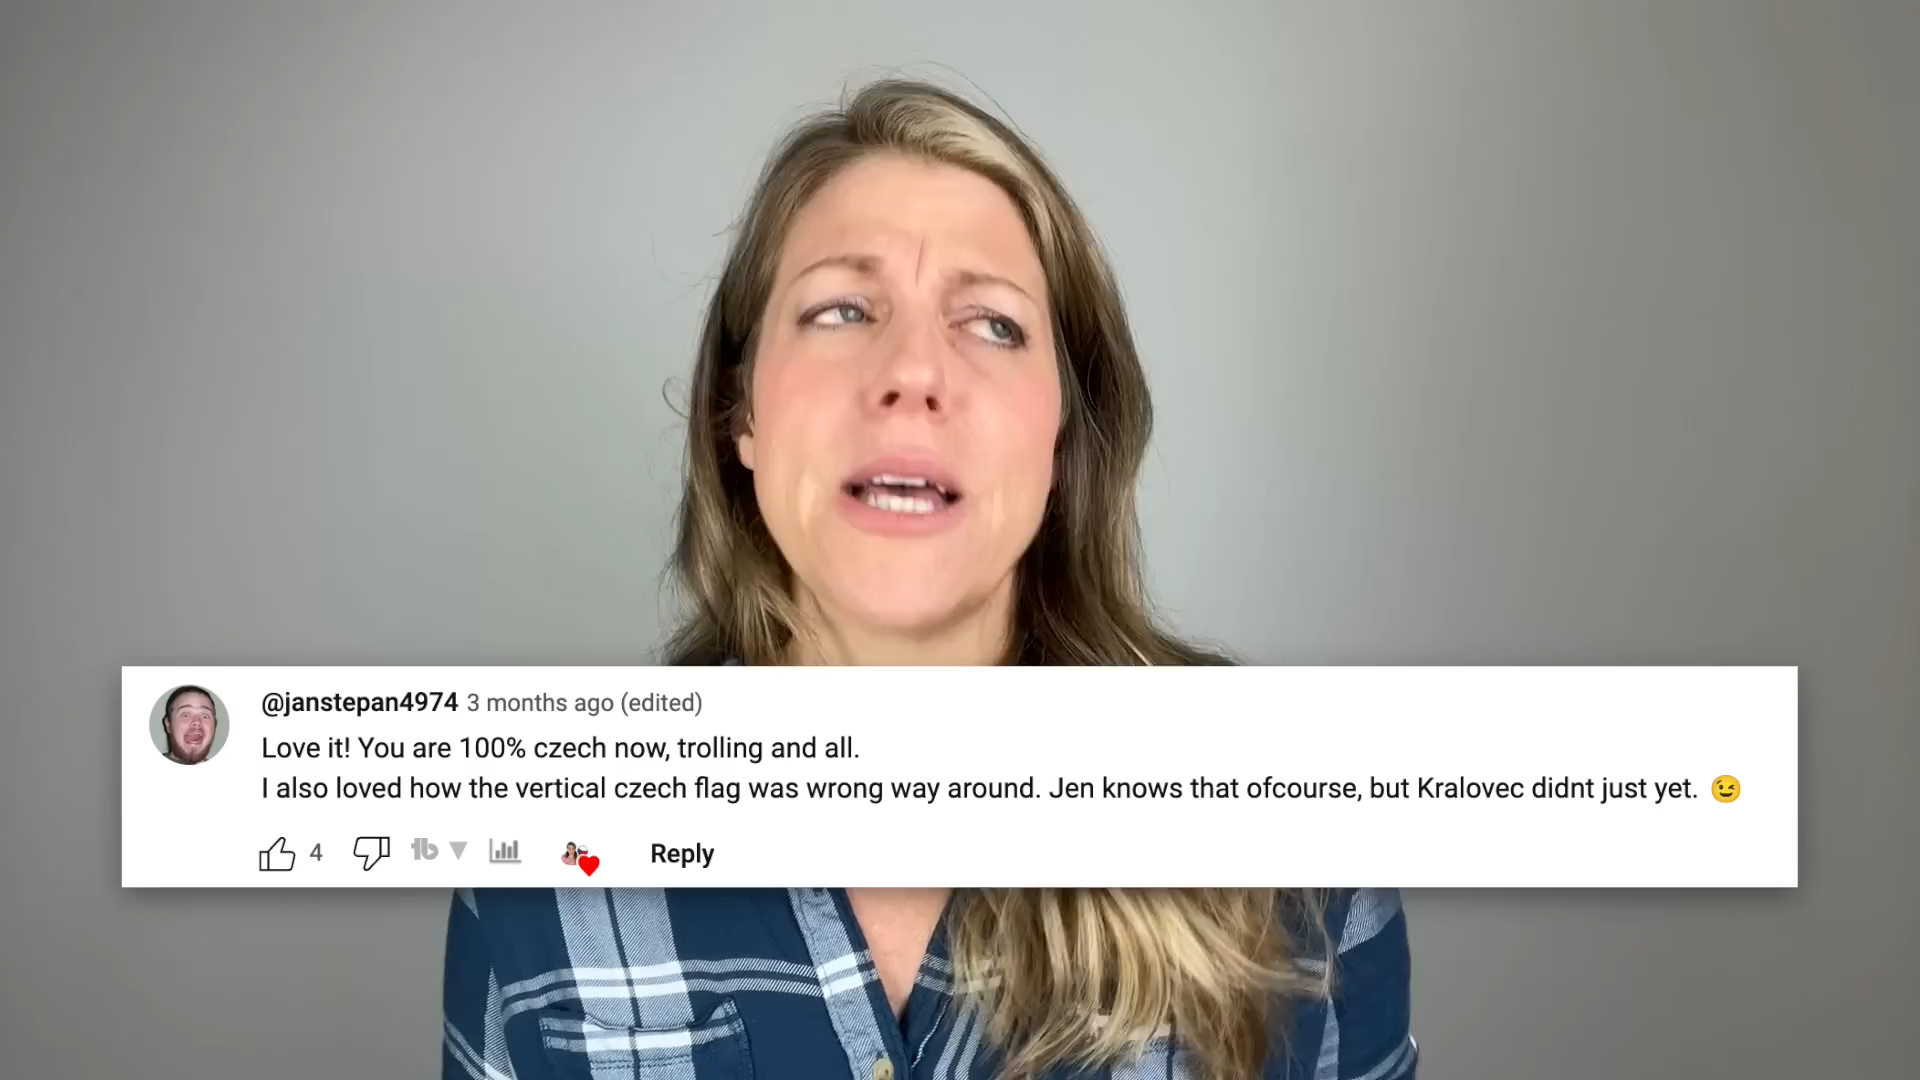 @janstepan4974 3 months ago (edited)
Love it! You are 100% czech now, trolling and all.
I also loved how the vertical czech flag was wrong way around. Jen knows that ofcourse, but Kralovec didnt just yet. 😉
4 tb Reply